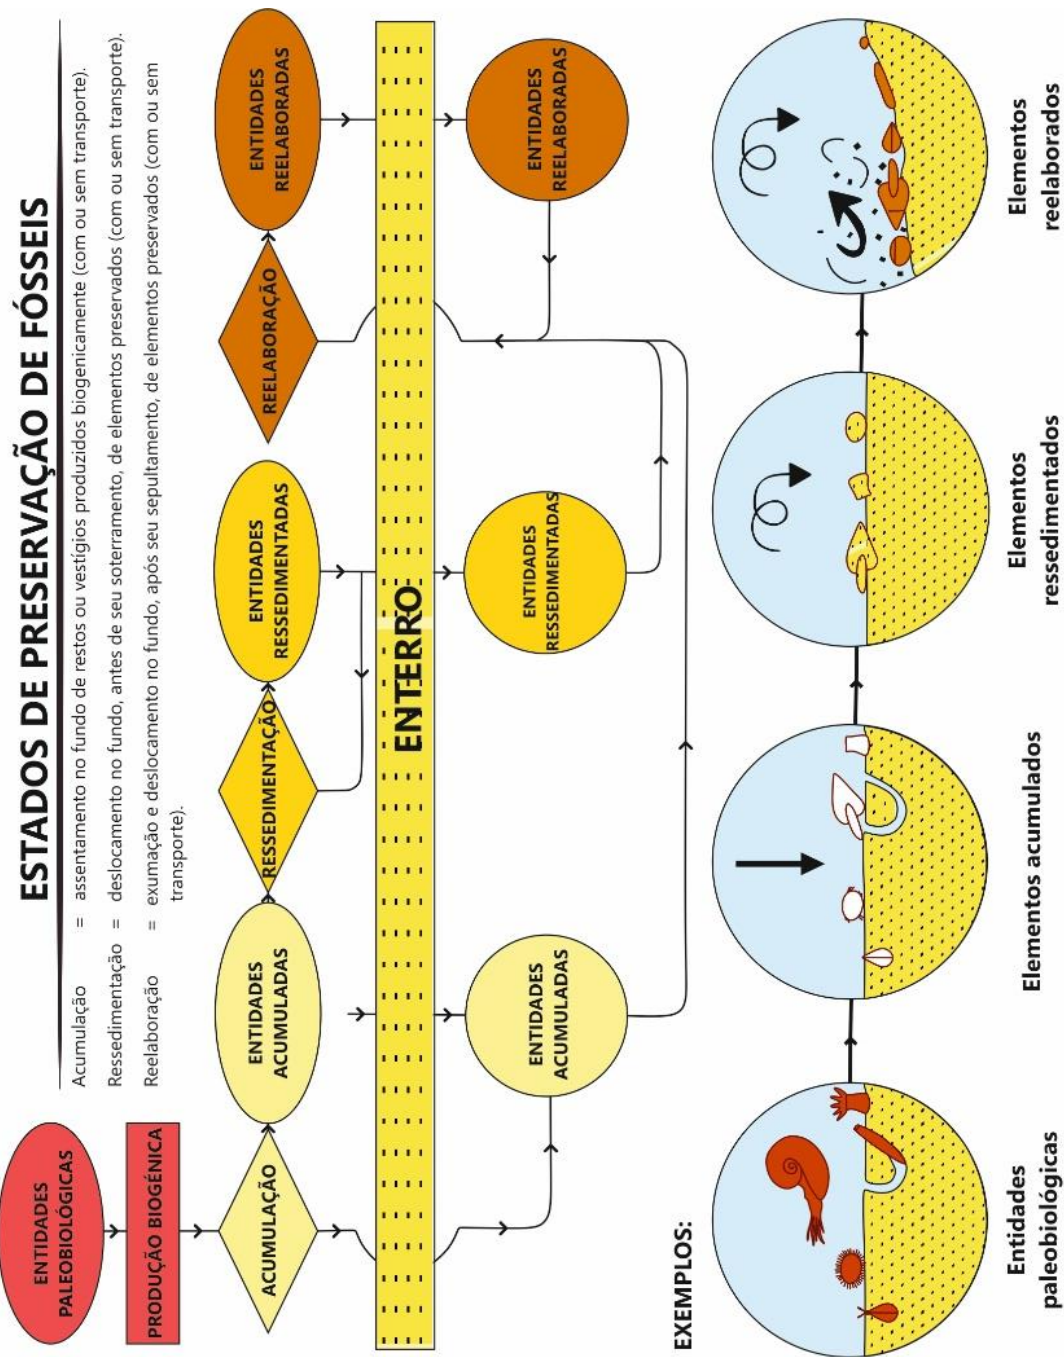 ESTADOS DE PRESERVAÇÃO DE FÓSSEIS
Acumulação = assentamento no fundo de restos ou vestígios produzidos biogenicamente (com ou sem transporte).
Ressedimentação = deslocamento no fundo, antes de seu soterramento, de elementos preservados (com ou sem transporte).
Reelaboração = exumação e deslocamento no fundo, após seu sepultamento, de elementos preservados (com ou sem
transporte).
ENTIDADES
PALEOBIOLÓGICAS
PRODUÇÃO BIOGÉNICA
ACUMULAÇÃO
ENTIDADES
ACUMULADAS
RESSEDIMENTAÇÃO
ENTIDADES
RESSEDIMENTADAS
REELABORAÇÃO
ENTIDADES
REELABORADAS
ENTERRO
ENTIDADES
ACUMULADAS
ENTIDADES
RESSEDIMENTADAS
ENTIDADES
REELABORADAS
EXEMPLOS:
Entidades
paleobiológicas
Elementos acumulados
Elementos
ressedimentados
Elementos
reelaborados